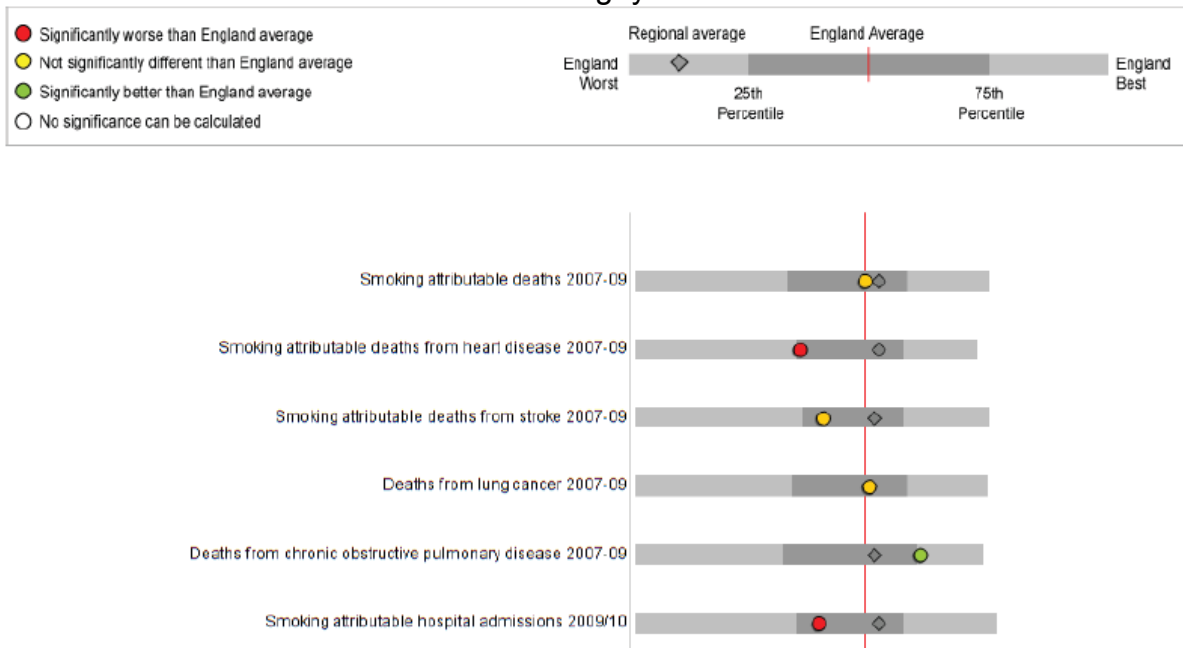 Significantly worse than England average
Not significantly different than England average
Significantly better than England average
No significance can be calculated
Regional average
England Average
England
Worst
England
Best
25th
Percentile
75th
Percentile
Smoking attributable deaths 2007-09
Smoking attributable deaths from heart disease 2007-09
Smoking attributable deaths from stroke 2007-09
Deaths from lung cancer 2007-09
Deaths from chronic obstructive pulmonary disease 2007-09
Smoking attributable hospital admissions 2009/10